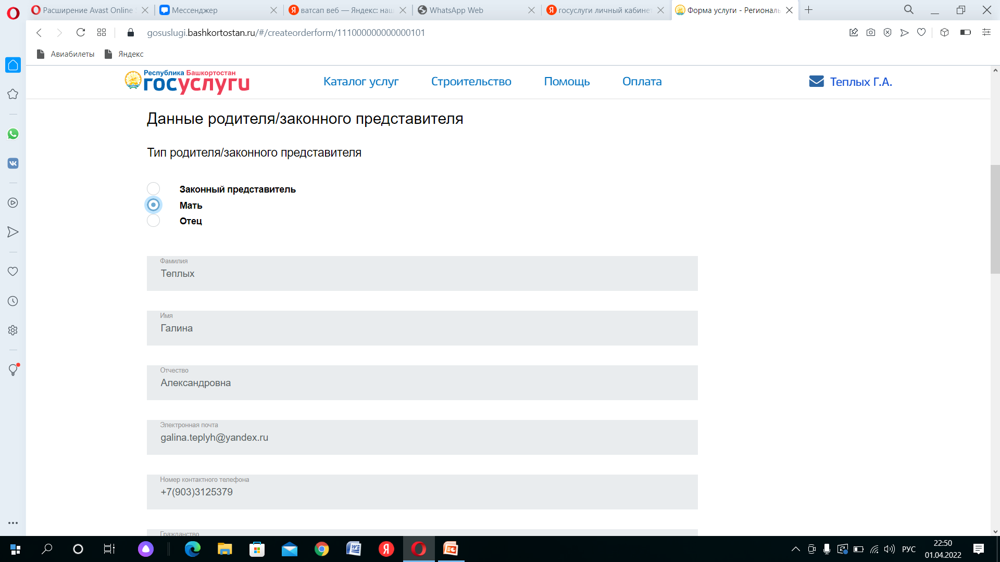 Расширение Avast Online
Мессенджер
ватсап веб — Яндекс: наш
WhatsApp Web
госуслуги личный кабинет
Форма услуги - Региональ
gosuslugi.bashkortostan.ru/#/createorderform/111000000000000101
Авиабилеты
Яндекс
Республика Башкортостан
госуслуги
Каталог услуг
Строительство
Помощь
Оплата
Теплых Г.А.
Данные родителя/законного представителя
Тип родителя/законного представителя
Законный представитель
Мать
Отец
Фамилия
Теплых
Имя
Галина
Отчество
Александровна
Электронная почта
galina.teplyh@yandex.ru
Номер контактного телефона
+7(903)3125379
Гражданство
РУС
22:50
01.04.2022